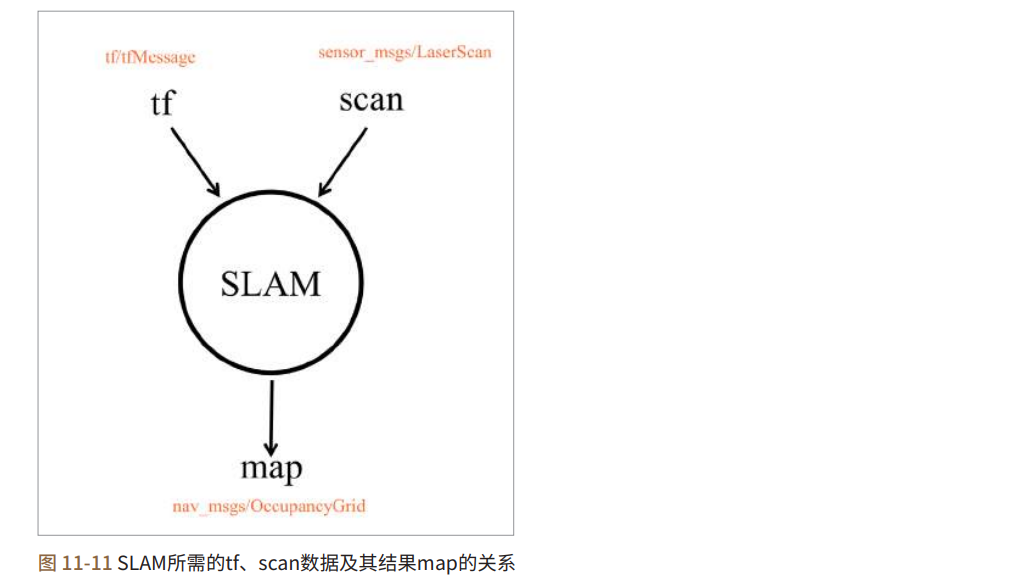 tf/tfMessage
sensor_msgs/LaserScan
tf
scan
SLAM
map
nav_msgs/OccupancyGrid
图 11-11 SLAM所需的tf、scan数据及其结果map的关系